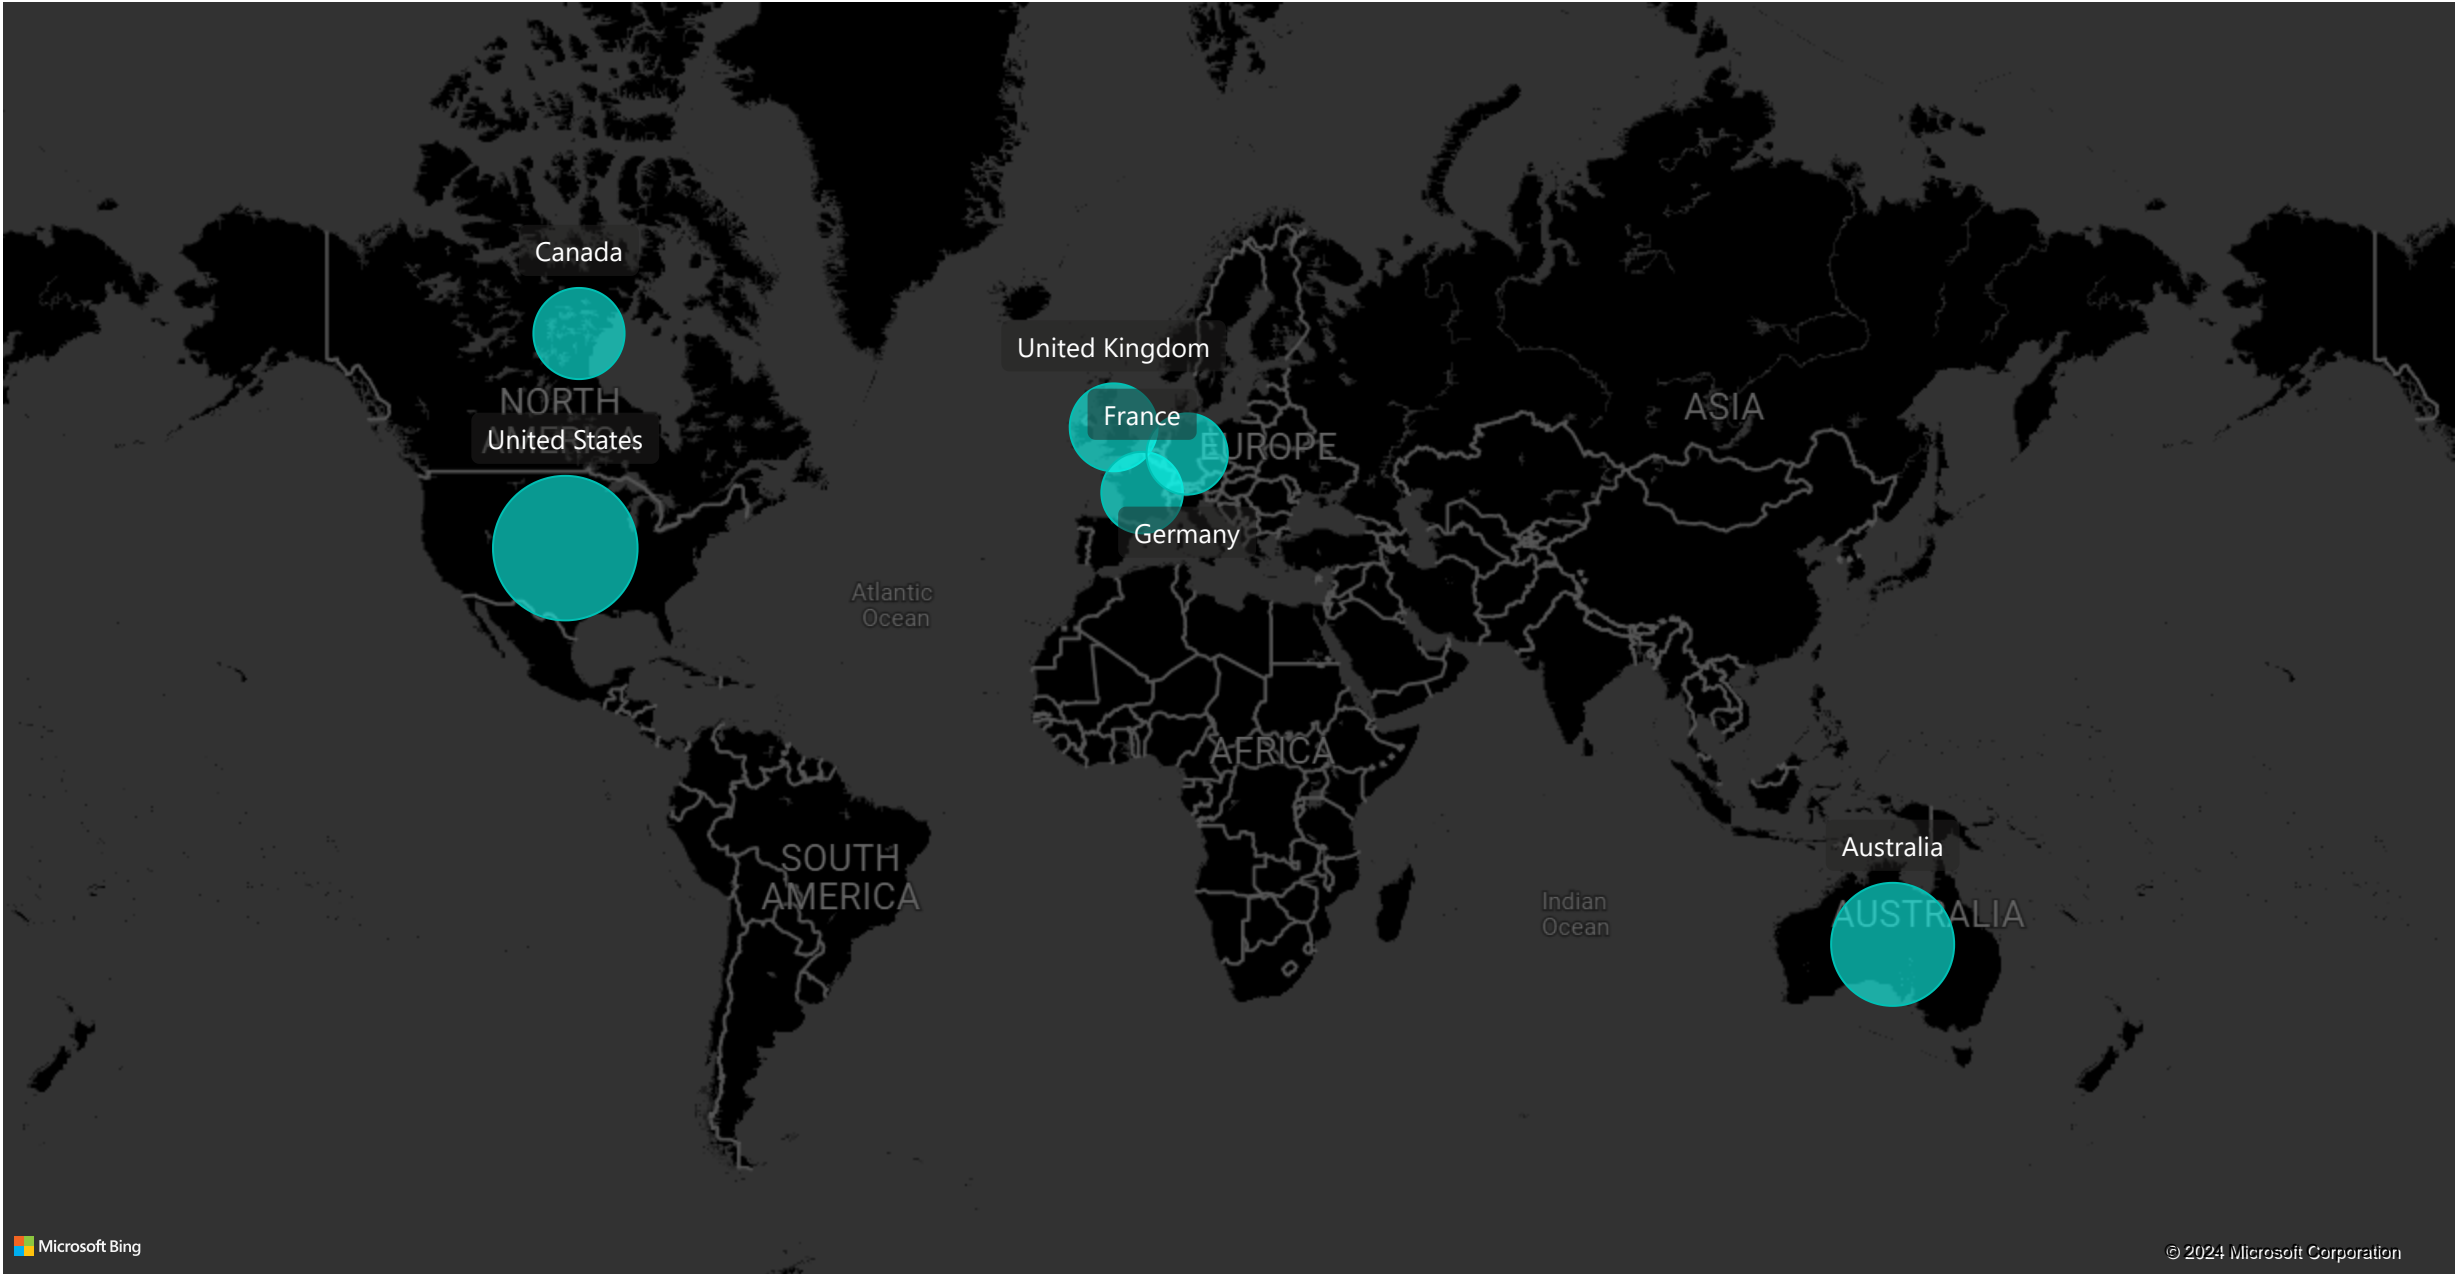 Canada
United Kingdom
NORTH
AMERICA
United States
France
EUROPE
ASIA
Germany
Atlantic
Ocean
AFRICA
SOUTH
AMERICA
Indian
Ocean
Australia
AUSTRALIA
Microsoft Bing
© 2024 Microsoft Corporation